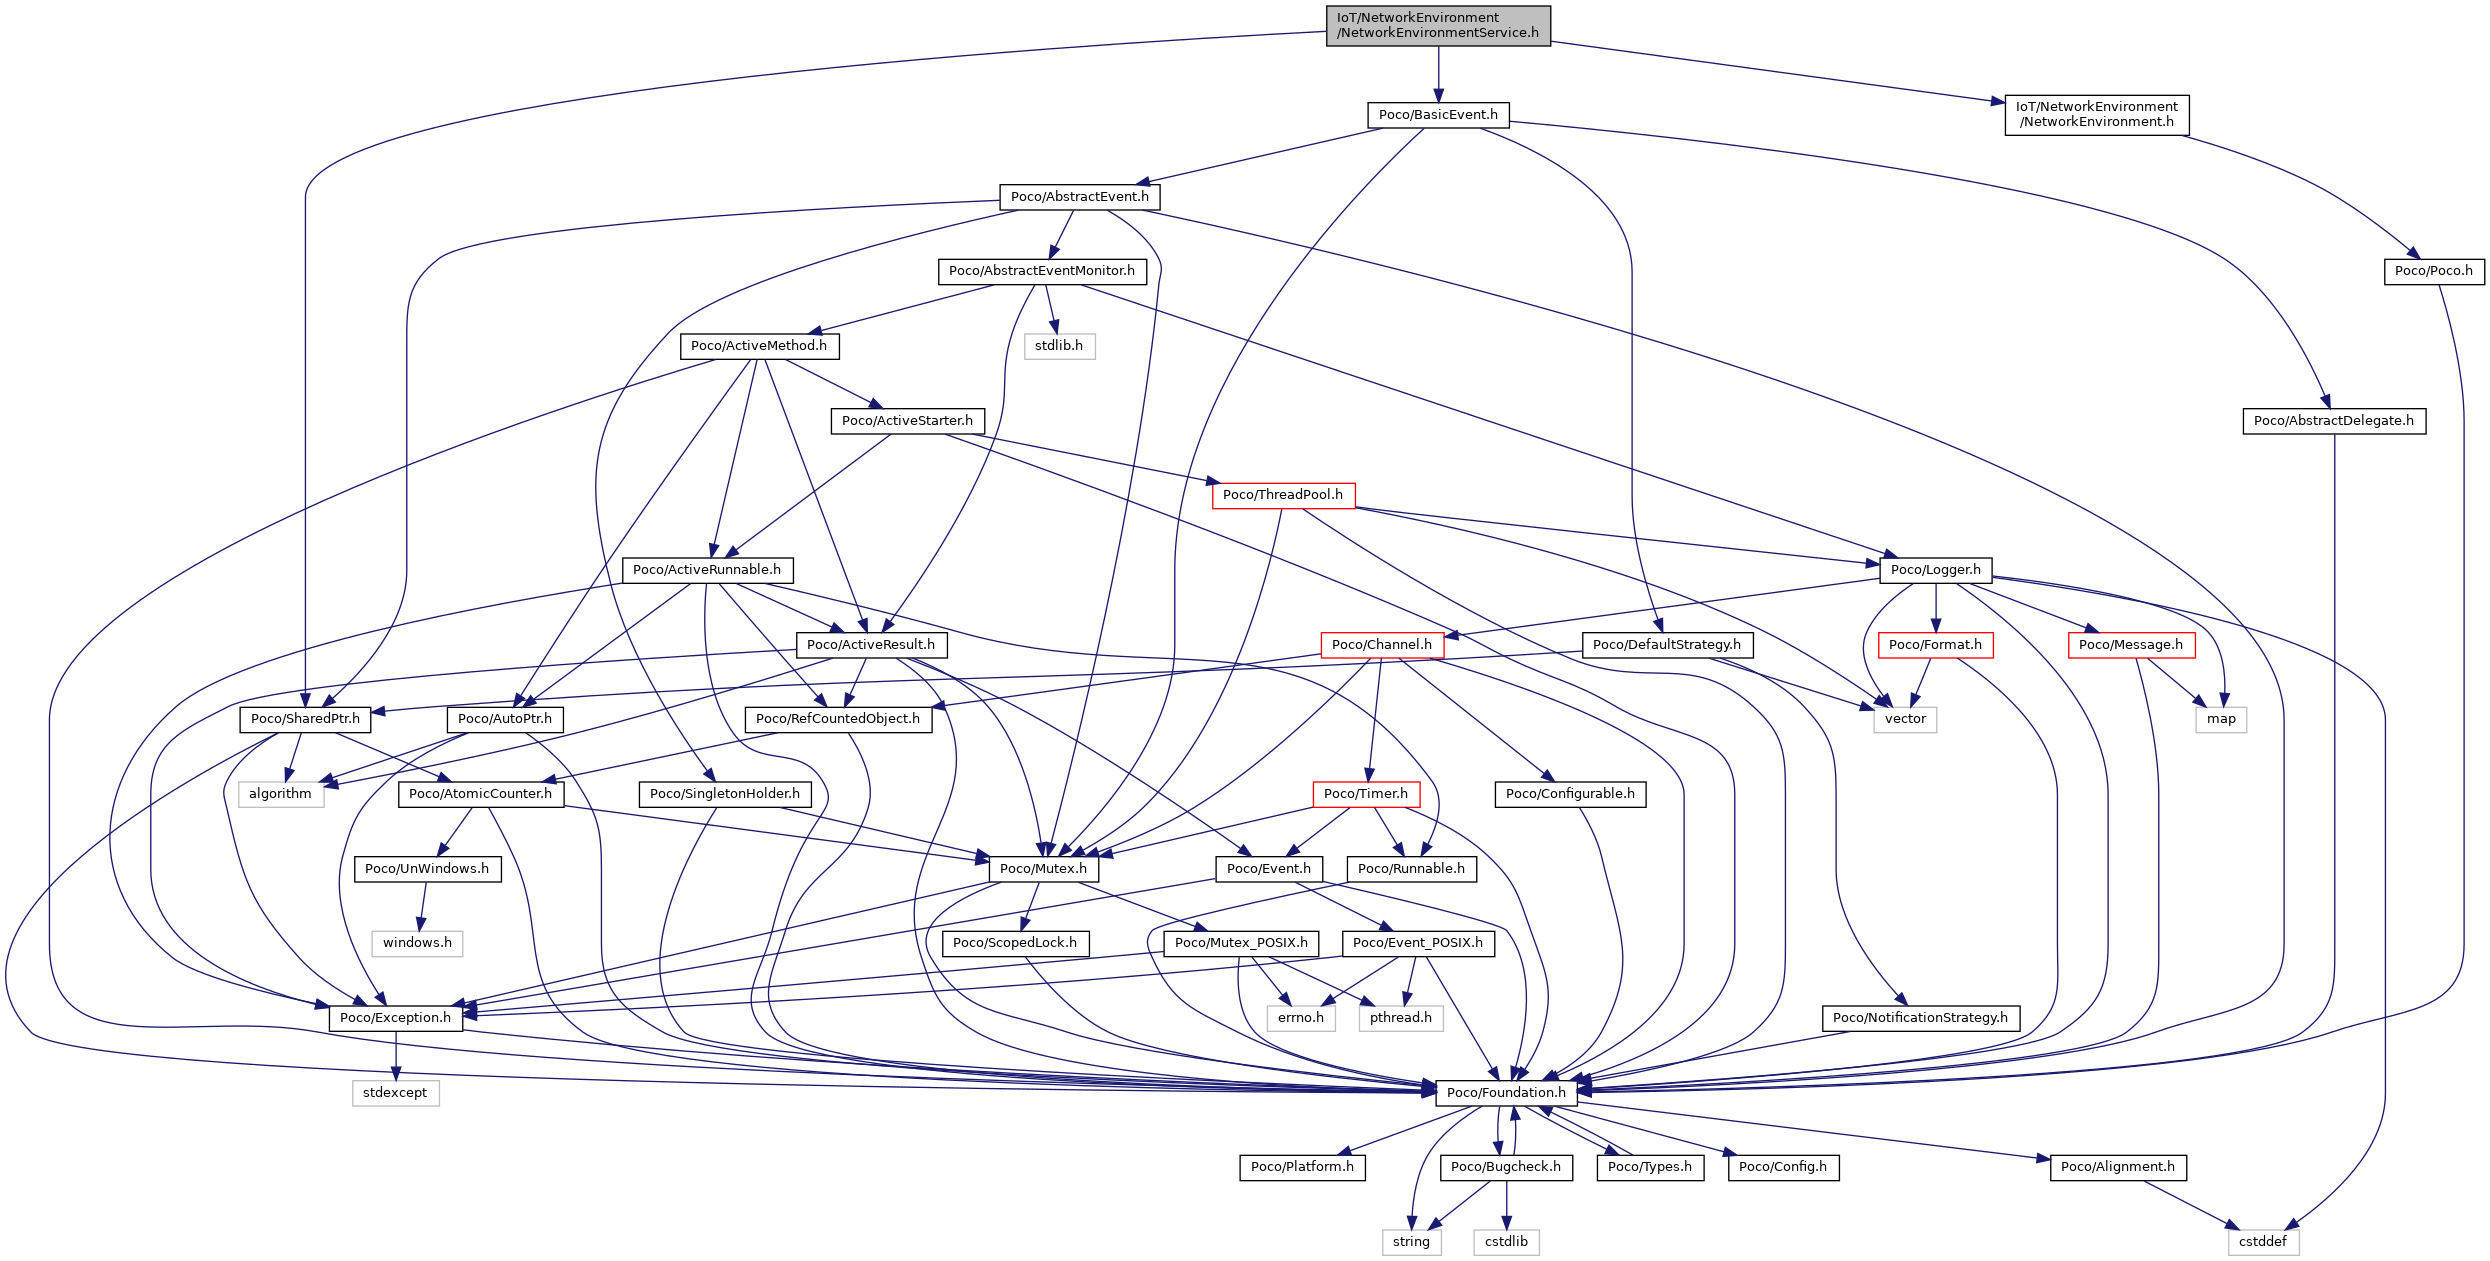 IoT/NetworkEnvironment
/NetworkEnvironmentService.h
Poco/BasicEvent.h
IoT/NetworkEnvironment
/NetworkEnvironment.h
Poco/AbstractEvent.h
Poco/AbstractEventMonitor.h
Poco/Poco.h
Poco/ActiveMethod.h
stdlib.h
Poco/ActiveStarter.h
Poco/AbstractDelegate.h
Poco/ThreadPool.h
Poco/ActiveRunnable.h
Poco/Logger.h
Poco/ActiveResult.h
Poco/Channel.h
Poco/DefaultStrategy.h
Poco/Format.h
Poco/Message.h
Poco/SharedPtr.h
Poco/AutoPtr.h
Poco/RefCountedObject.h
vector
map
algorithm
Poco/AtomicCounter.h
Poco/SingletonHolder.h
Poco/Timer.h
Poco/Configurable.h
Poco/UnWindows.h
Poco/Mutex.h
Poco/Event.h
Poco/Runnable.h
windows.h
Poco/ScopedLock.h
Poco/Mutex_POSIX.h
Poco/Event_POSIX.h
Poco/Exception.h
errno.h
pthread.h
Poco/NotificationStrategy.h
stdexcept
Poco/Foundation.h
Poco/Platform.h
Poco/Bugcheck.h
Poco/Types.h
Poco/Config.h
Poco/Alignment.h
string
cstdlib
cstddef